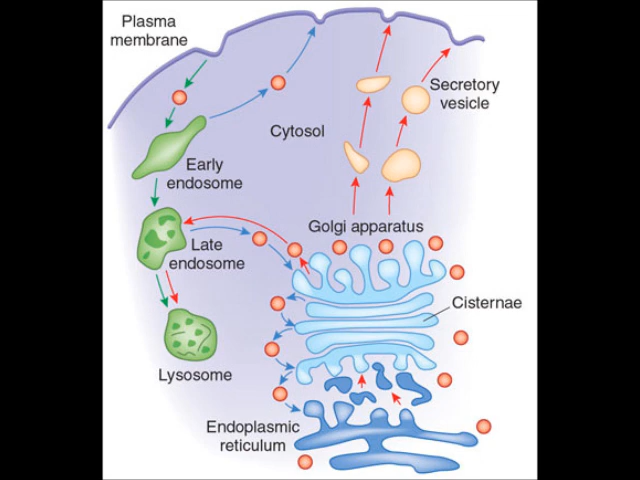 Plasma
membrane
Secretory
vesicle
Cytosol
Early
endosome
Golgi apparatus
Late
endosome
Cisternae
Lysosome
Endoplasmic
reticulum